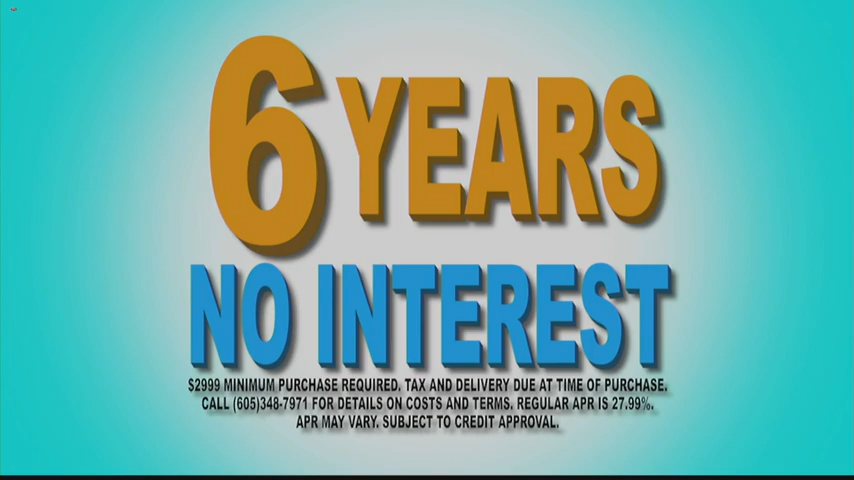 6 YEARS
NO INTEREST
$2999 MINIMUM PURCHASE REQUIRED. TAX AND DELIVERY DUE AT TIME OF PURCHASE.
CALL (605)348-7971 FOR DETAILS ON COSTS AND TERMS. REGULAR APR IS 27.99%.
APR MAY VARY. SUBJECT TO CREDIT APPROVAL.